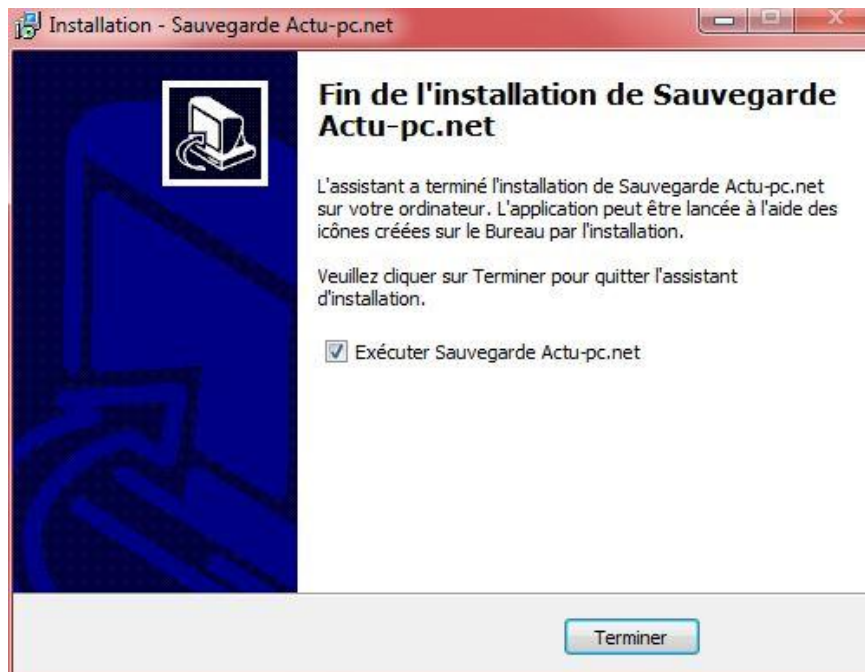 Installation - Sauvegarde Actu-pc.net
Fin de l'installation de Sauvegarde
Actu-pc.net
L'assistant a terminé l'installation de Sauvegarde Actu-pc.net
sur votre ordinateur. L'application peut être lancée à l'aide des
icônes créées sur le Bureau par l'installation.
Veuillez cliquer sur Terminer pour quitter l'assistant
d'installation.
Exécuter Sauvegarde Actu-pc.net
Terminer